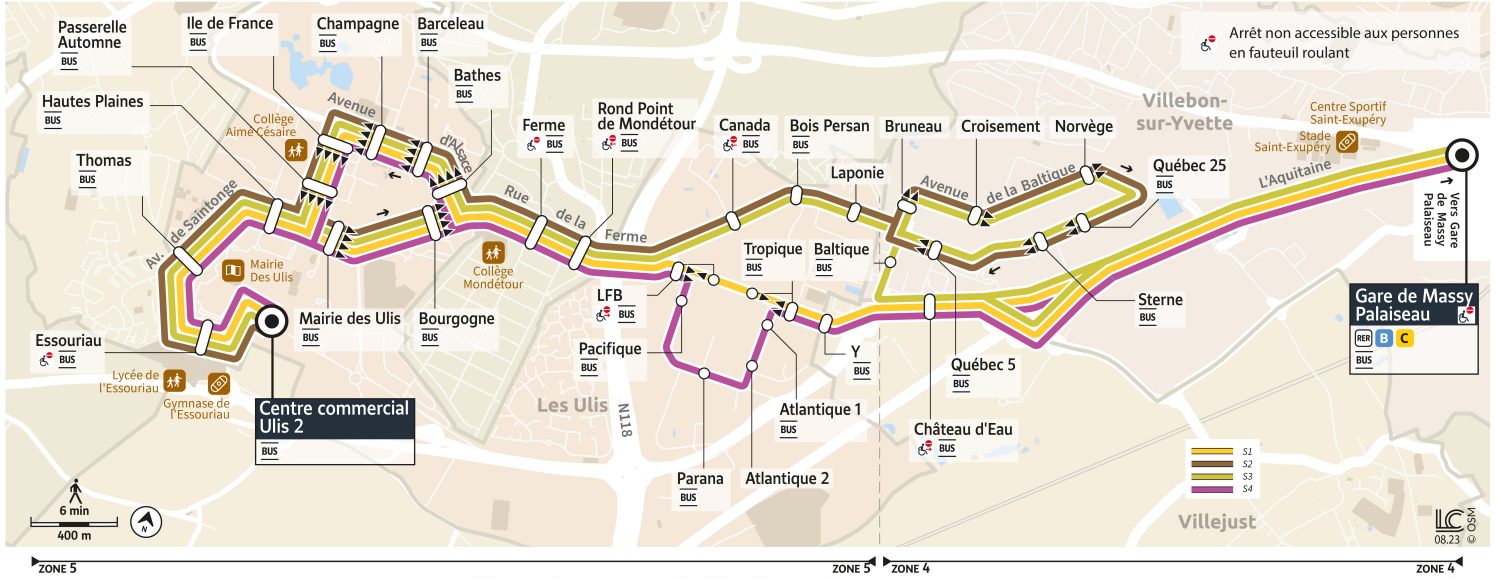 Passerelle
Automne
BUS
Ile de France
BUS
Champagne
BUS
Barceleau
BUS
Bathes
BUS
Hautes Plaines
BUS
Thomas
BUS
Collège
Aimé Césaire
Avenue
d'Alsace
Av. de Saintonge
Ferme
BUS
Rond Point
de Mondétour
BUS
Canada
BUS
Bois Persan
BUS
Laponie
Bruneau
BUS
Croisement
Norvège
BUS
Québec 25
BUS
Arrêt non accessible aux personnes
en fauteuil roulant
Villebon-
sur-Yvette
Centre Sportif
Saint-Exupéry
Stade
Saint-Exupéry
L'Aquitaine
Avenue de la Baltique
Vers Gare
de Massy
Palaiseau
Rue de la Ferme
Mairie
Des Ulis
Collège
Mondétour
Tropique
BUS
Baltique
BUS
LFB
BUS
Mairie des Ulis
BUS
Bourgogne
BUS
Sterne
BUS
Gare de Massy
Palaiseau
RER B C
BUS
Essouriau
BUS
Lycée de
l'Essouriau
Gymnase de
l'Essouriau
Centre commercial
Ulis 2
BUS
Pacifique
BUS
Y
BUS
Québec 5
BUS
Les Ulis
N118
Atlantique 1
BUS
Château d'Eau
BUS
Parana
BUS
Atlantique 2
S1
S2
S3
S4
Villejust
6 min
400 m
N
LC
08.23
© OSM
ZONE 5
ZONE 5
ZONE 4
ZONE 4